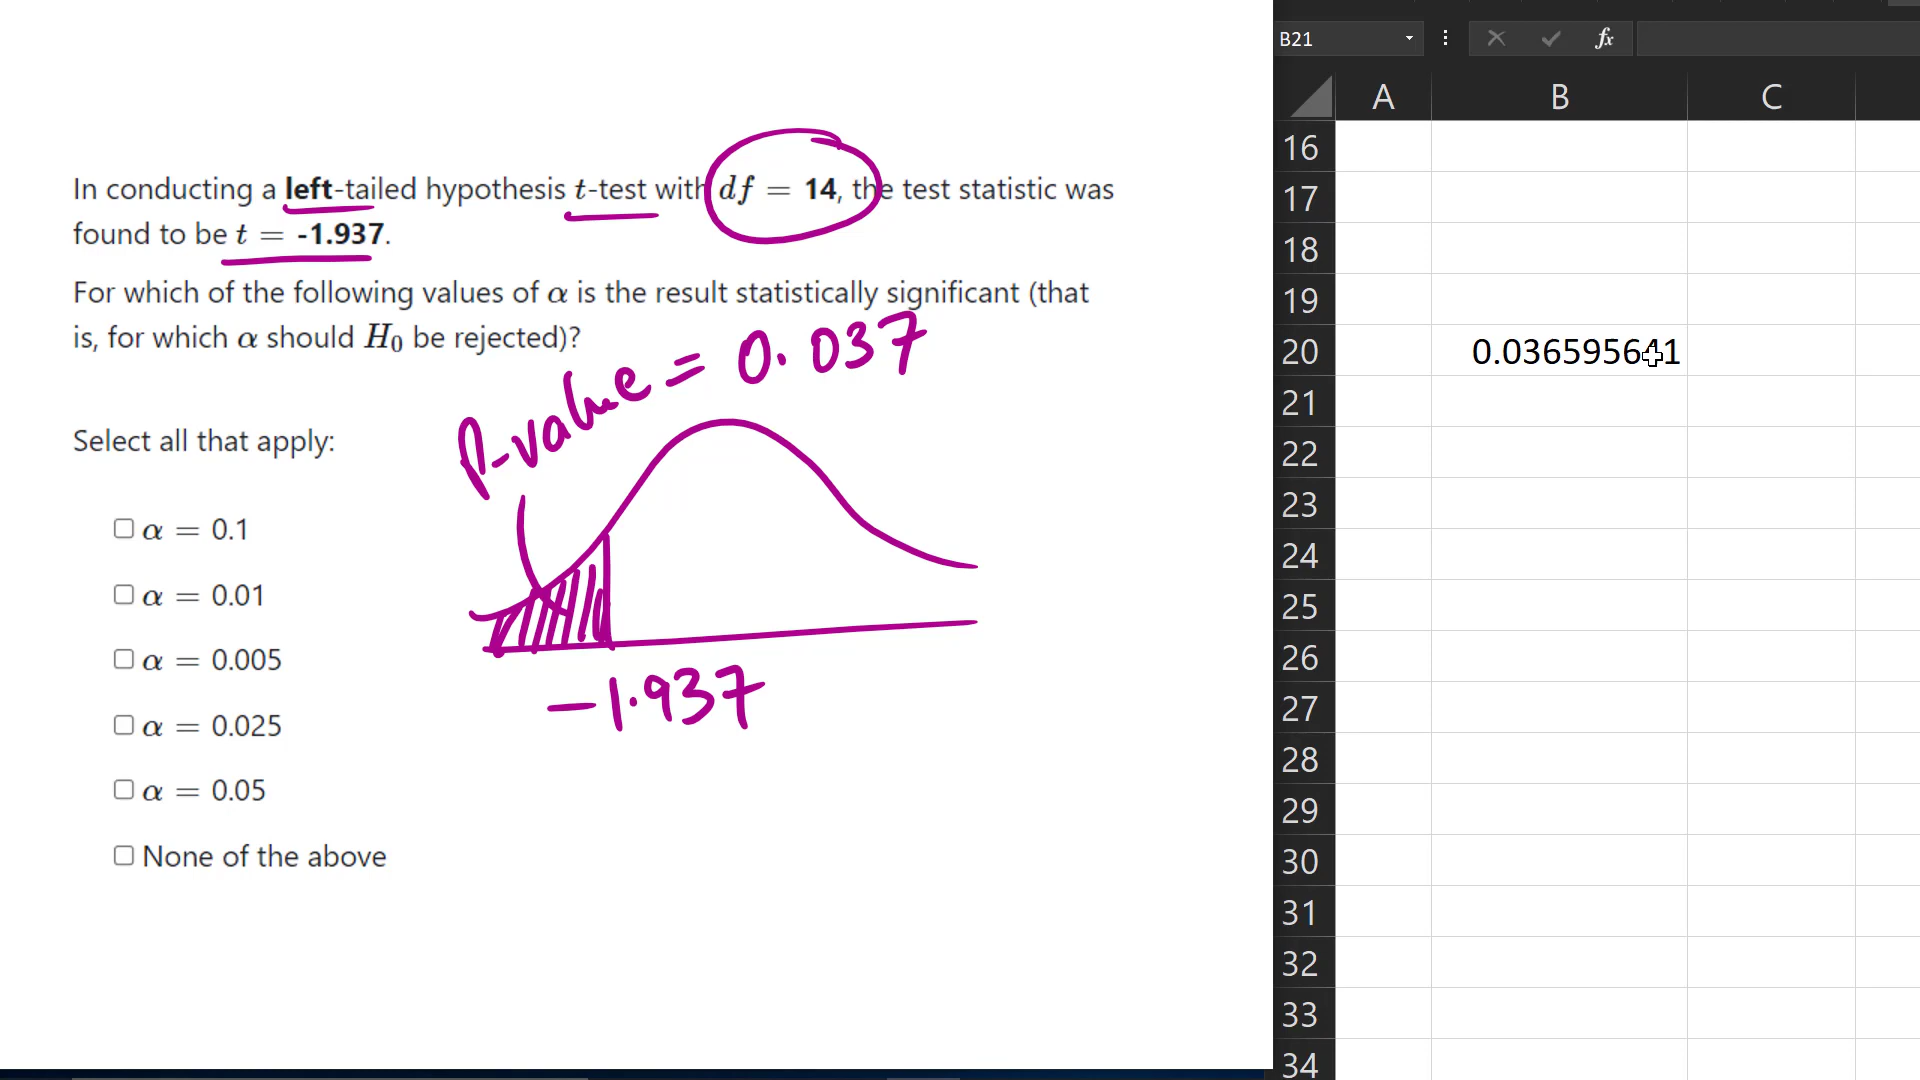 In conducting a left-tailed hypothesis t-test with df = 14, the test statistic was
found to be t = -1.937.
For which of the following values of α is the result statistically significant (that
is, for which α should H₀ be rejected)?
P-value = 0.037
Select all that apply:
α = 0.1
α = 0.01
α = 0.005
α = 0.025
α = 0.05
None of the above
-1.937
B21
fx
A B C
16
17
18
19
20 0.036595641
21
22
23
24
25
26
27
28
29
30
31
32
33
34